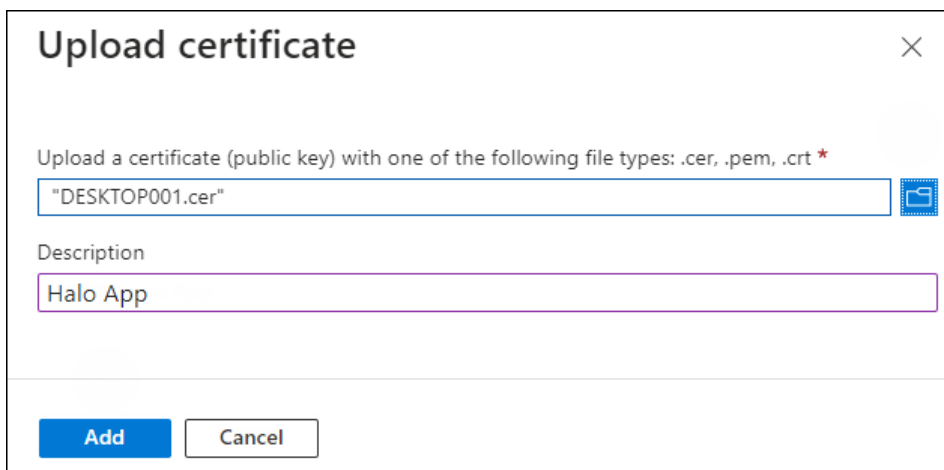 Upload certificate
Upload a certificate (public key) with one of the following file types: .cer, .pem, .crt *
"DESKTOP001.cer"
Description
Halo App
Add
Cancel